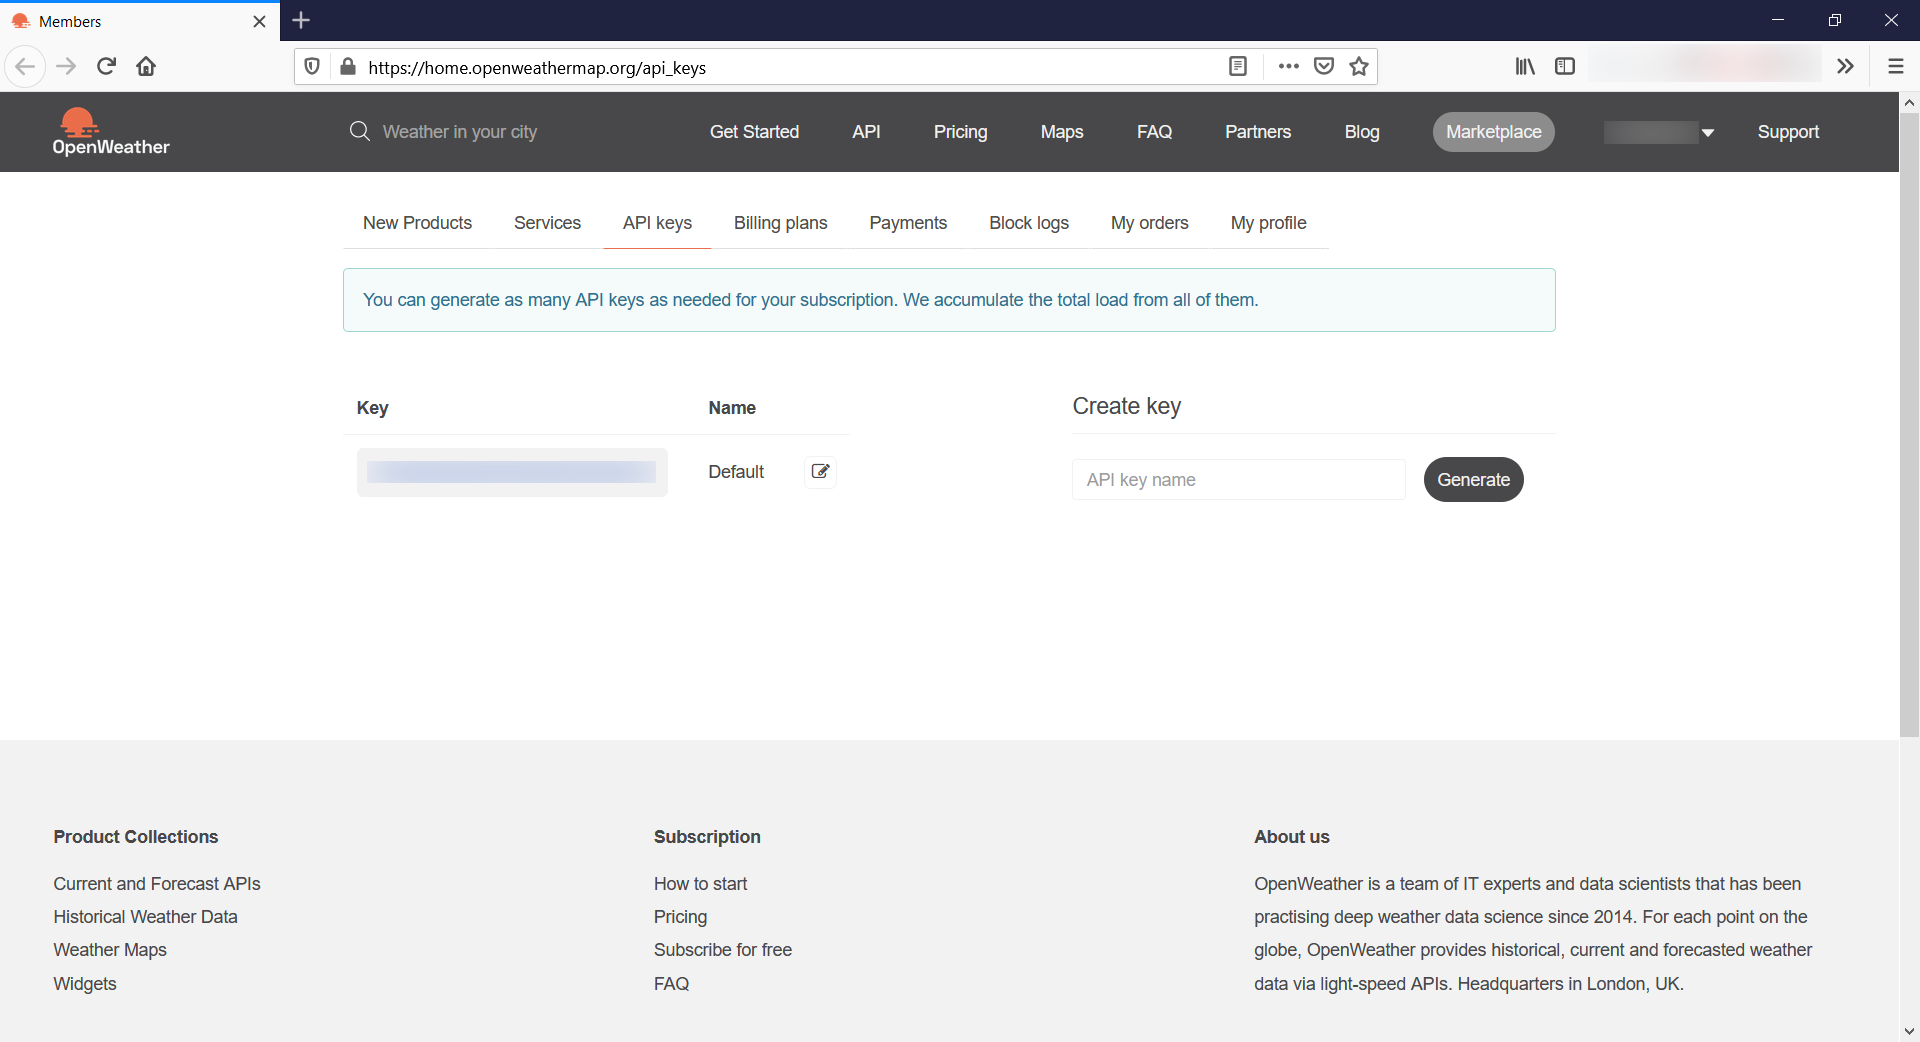 Members
https://home.openweathermap.org/api_keys
OpenWeather
Weather in your city
Get Started
API
Pricing
Maps
FAQ
Partners
Blog
Marketplace
Support
New Products
Services
API keys
Billing plans
Payments
Block logs
My orders
My profile
You can generate as many API keys as needed for your subscription. We accumulate the total load from all of them.
Key
Name
Default
Create key
API key name
Generate
Product Collections
Current and Forecast APIs
Historical Weather Data
Weather Maps
Widgets
Subscription
How to start
Pricing
Subscribe for free
FAQ
About us
OpenWeather is a team of IT experts and data scientists that has been
practising deep weather data science since 2014. For each point on the
globe, OpenWeather provides historical, current and forecasted weather
data via light-speed APIs. Headquarters in London, UK.